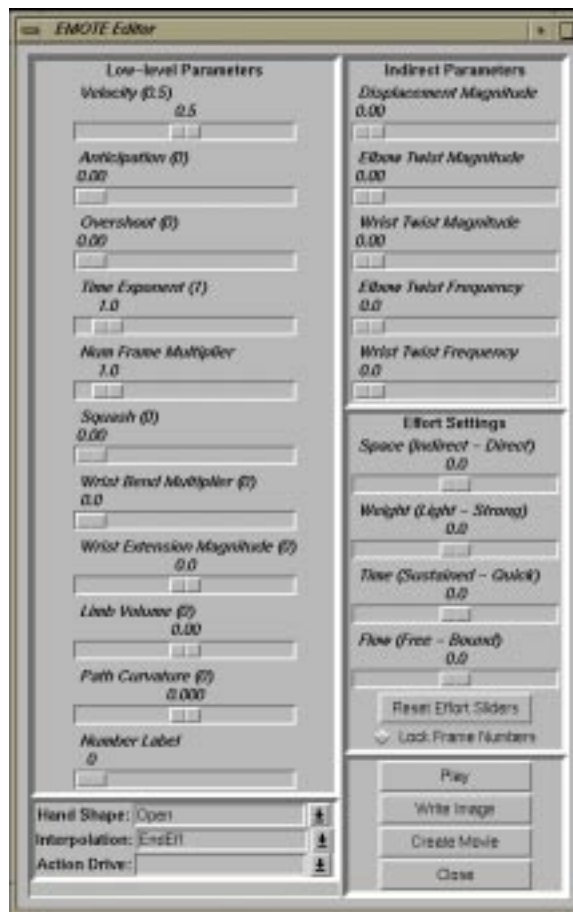 EMOTE Editor
Low-level Parameters
Velocity (0.5)
0.5
Anticipation (0)
0.00
Overshoot (0)
0.00
Time Exponent (1)
1.0
Num Frame Multiplier
1.0
Squash (0)
0.00
Wrist Bend Multiplier (0)
0.0
Wrist Extension Magnitude (0)
0.0
Limb Volume (0)
0.00
Path Curvature (0)
0.000
Number Label
0
Hand Shape: Open
Interpolation: EndEff
Action Drive:
Indirect Parameters
Displacement Magnitude
0.00
Elbow Twist Magnitude
0.00
Wrist Twist Magnitude
0.00
Elbow Twist Frequency
0.0
Wrist Twist Frequency
0.0
Effort Settings
Space (Indirect - Direct)
0.0
Weight (Light - Strong)
0.0
Time (Sustained - Quick)
0.0
Flow (Free - Bound)
0.0
Reset Effort Sliders
Lock Frame Numbers
Play
Write Image
Create Movie
Close